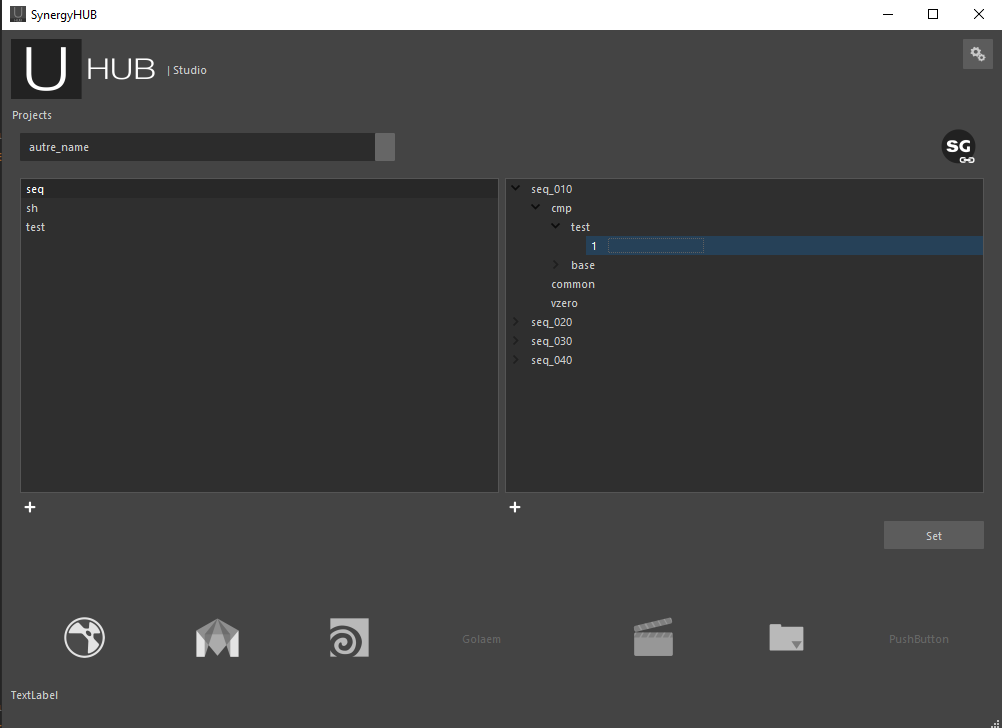 SynergyHUB
U HUB | Studio
Projects
autre_name
SG
seq
sh
test
seq_010
cmp
test
1
base
common
vzero
seq_020
seq_030
seq_040
+
+
Set
Golaem
PushButton
TextLabel